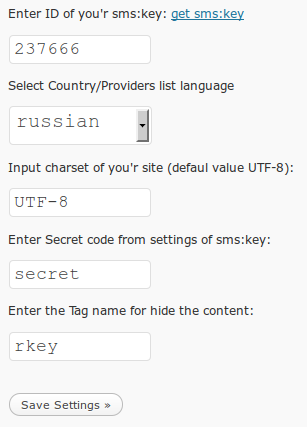 Enter ID of you'r sms:key: get sms:key
237666
Select Country/Providers list language
russian
Input charset of you'r site (defaul value UTF-8):
UTF-8
Enter Secret code from settings of sms:key:
secret
Enter the Tag name for hide the content:
rkey
Save Settings »